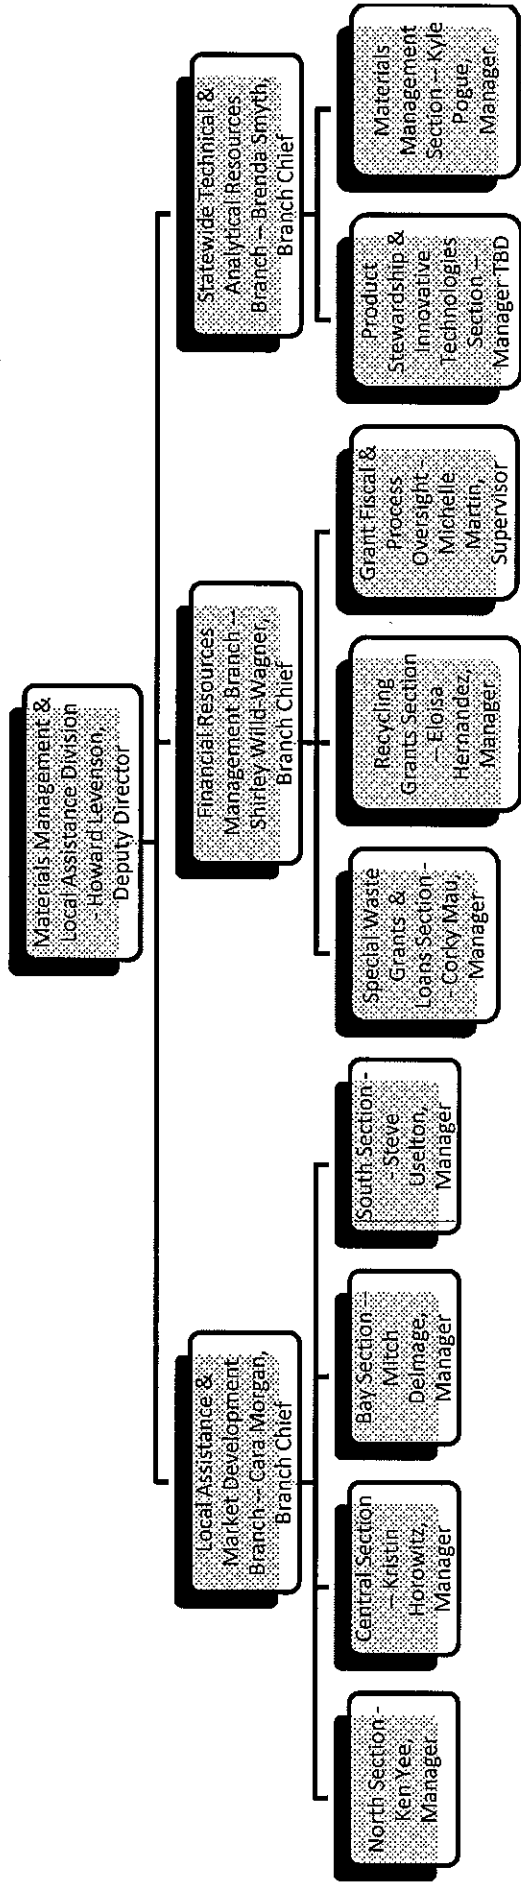 Materials Management &
Local Assistance Division
- Howard Levenson,
Deputy Director
Local Assistance &
Market Development
Branch – Cara Morgan,
Branch Chief
Financial Resources
Management Branch –
Shirley Willd-Wagner,
Branch Chief
Statewide Technical &
Analytical Resources
Branch – Brenda Smyth,
Branch Chief
North Section -
Ken Yee,
Manager
Central Section
– Kristin
Horowitz,
Manager
Bay Section –
Mitch
Delmage,
Manager
South Section -
- Steve
Uselton,
Manager
Special Waste
Grants &
Loans Section -
- Corky Mau,
Manager
Recycling
Grants Section
– Eloisa
Hernandez,
Manager
Grant Fiscal &
Process
Oversight –
Michelle
Martin,
Supervisor
Product
Stewardship &
Innovative
Technologies
Section –
Manager TBD
Materials
Management
Section – Kyle
Pogue
Manager